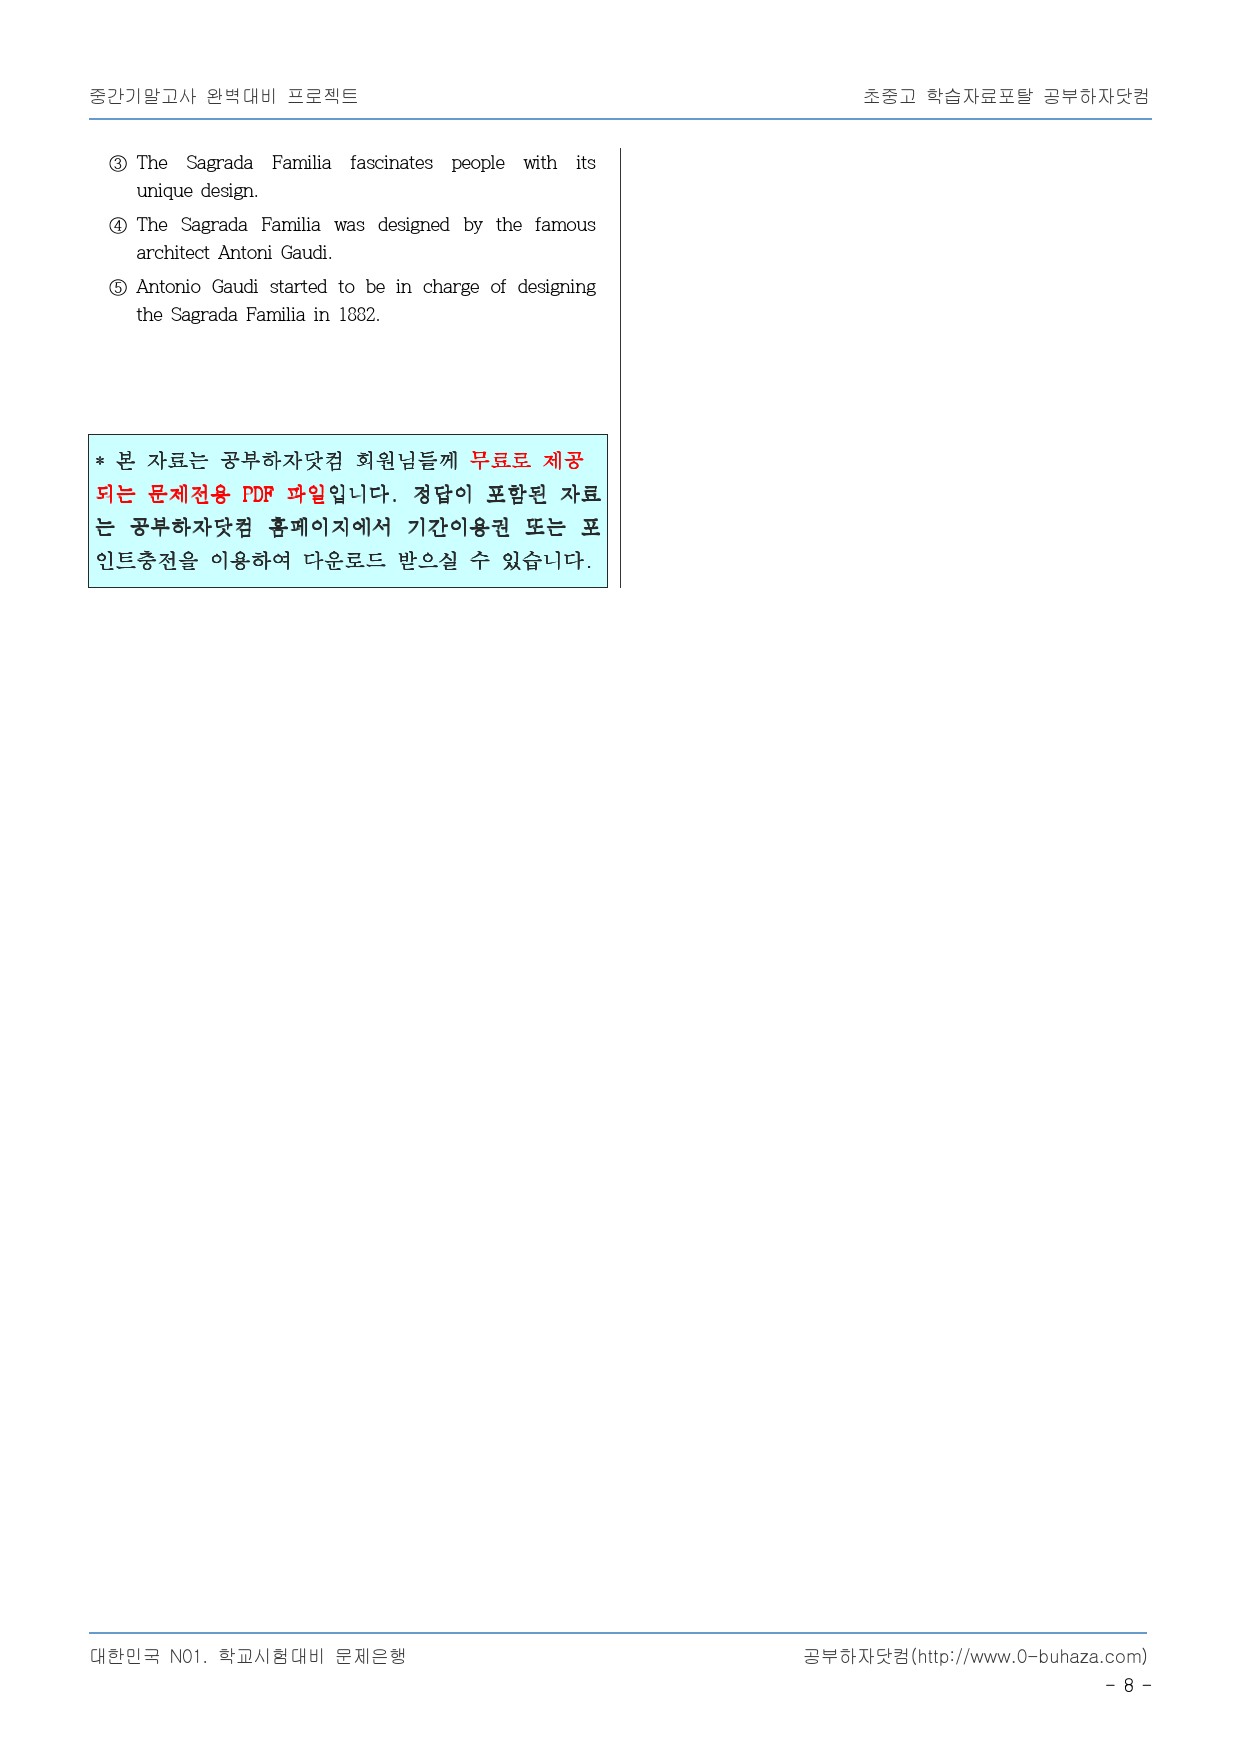 중간기말고사 완벽대비 프로젝트
초중고 학습자료포탈 공부하자닷컴
③ The Sagrada Familia fascinates people with its
unique design.
④ The Sagrada Familia was designed by the famous
architect Antoni Gaudi.
⑤ Antonio Gaudi started to be in charge of designing
the Sagrada Familia in 1882.
* 본 자료는 공부하자닷컴 회원님들께 무료로 제공
되는 문제전용 PDF 파일입니다. 정답이 포함된 자료
는 공부하자닷컴 홈페이지에서 기간이용권 또는 포
인트충전을 이용하여 다운로드 받으실 수 있습니다.
대한민국 N01. 학교시험대비 문제은행
공부하자닷컴(http://www.0-buhaza.com)
- 8 -